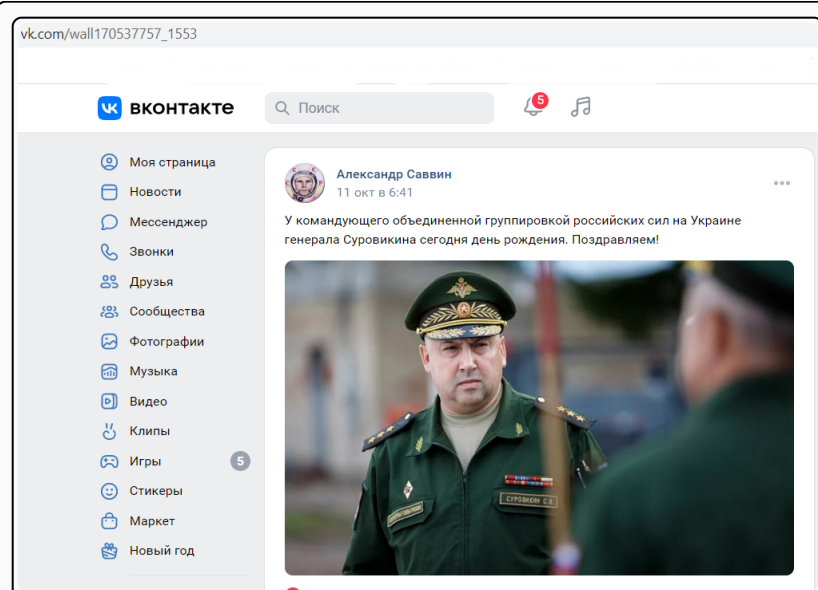 vk.com/wall170537757_1553
вконтакте
Поиск
5
Моя страница
Новости
Мессенджер
Звонки
Друзья
Сообщества
Фотографии
Музыка
Видео
Клипы
Игры 5
Стикеры
Маркет
Новый год
Александр Саввин
11 окт в 6:41
У командующего объединенной группировкой российских сил на Украине
генерала Суровикина сегодня день рождения. Поздравляем!
СУРОВИКИН С.В